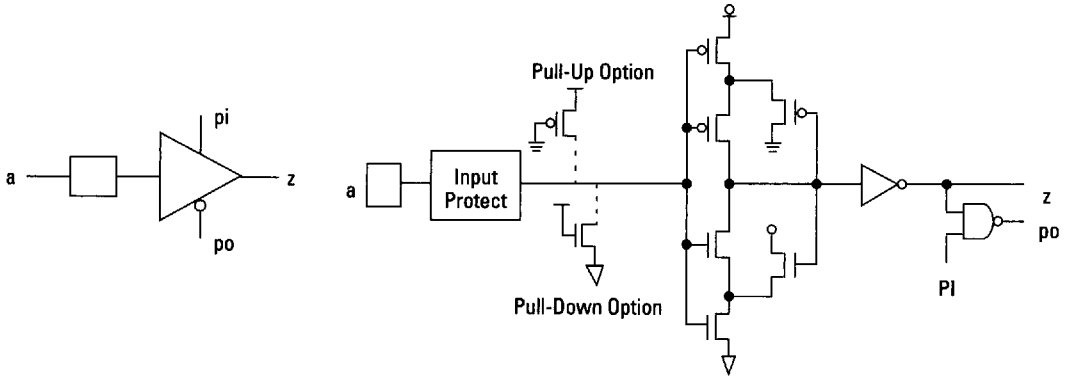 pi
a
z
po
Pull-Up Option
a
Input
Protect
Pull-Down Option
z
po
PI